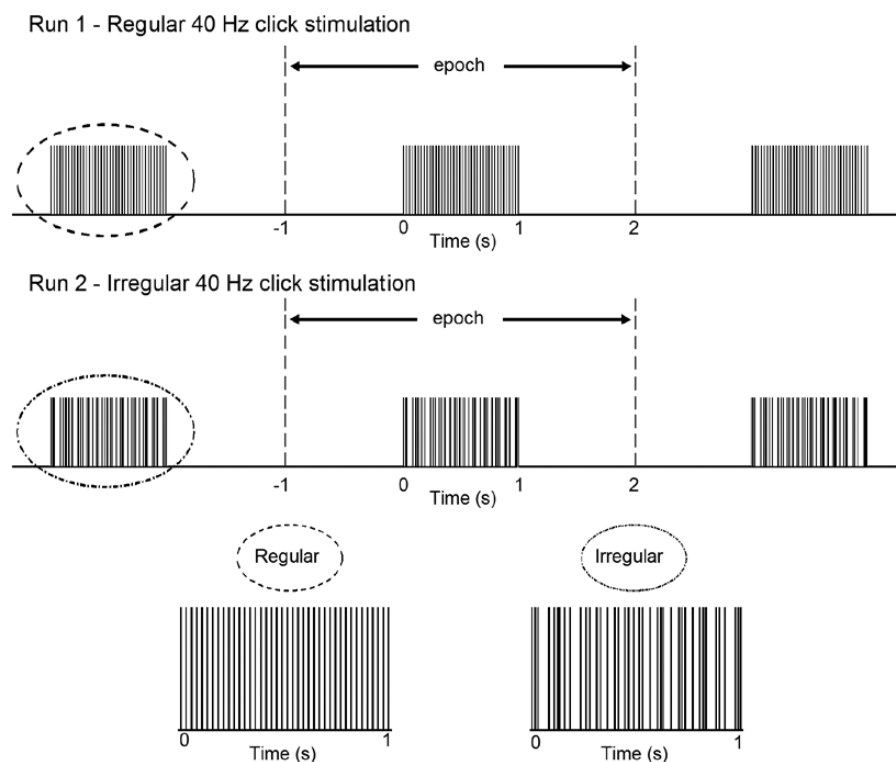 Run 1 - Regular 40 Hz click stimulation
epoch
-1 0 1 2
Time (s)
Run 2 - Irregular 40 Hz click stimulation
epoch
-1 0 1 2
Time (s)
Regular Irregular
0 1 0 1
Time (s) Time (s)